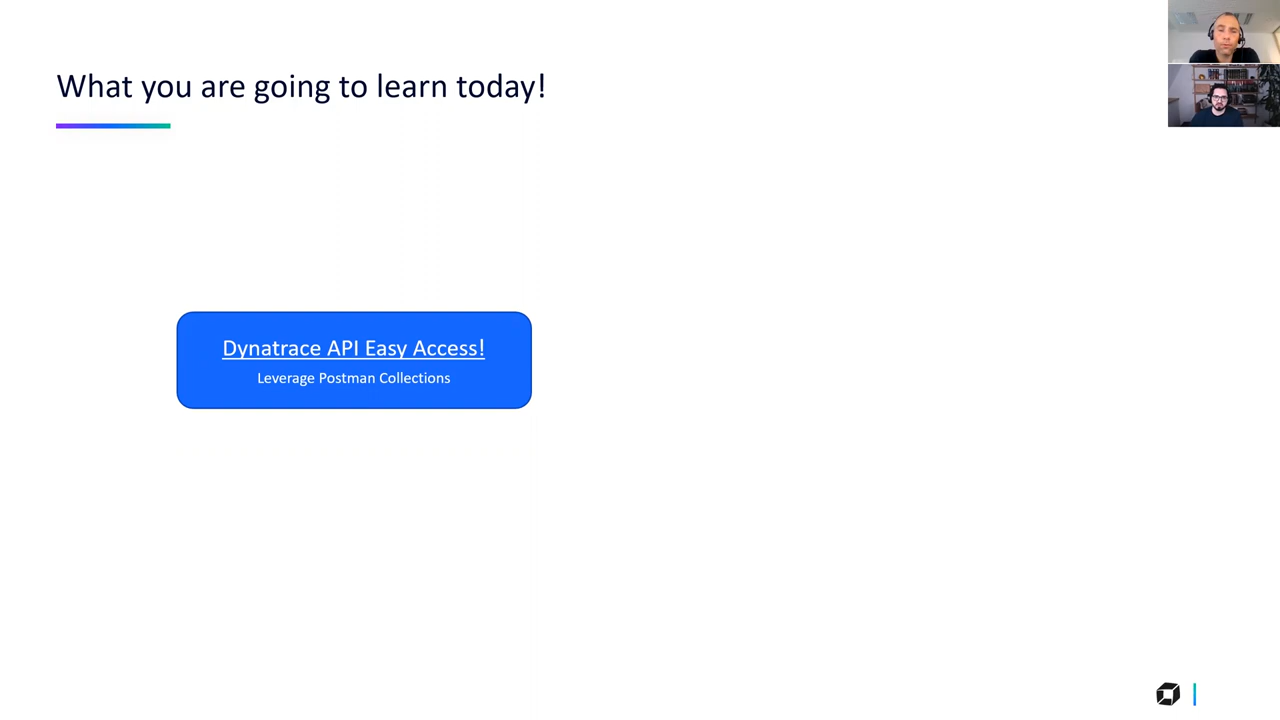 What you are going to learn today!
Dynatrace API Easy Access!
Leverage Postman Collections